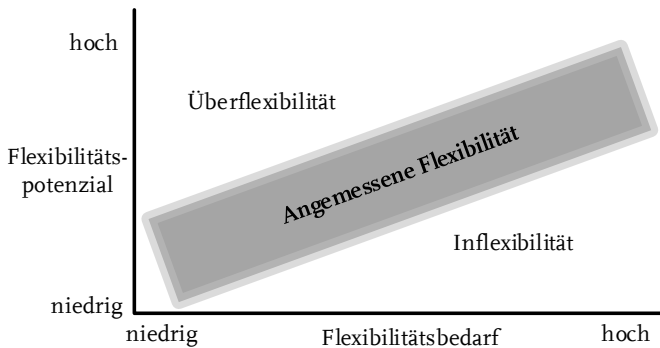 hoch
Überflexibilität
Flexibilitäts-
potenzial
Angemessene Flexibilität
Inflexibilität
niedrig
niedrig
Flexibilitätsbedarf
hoch